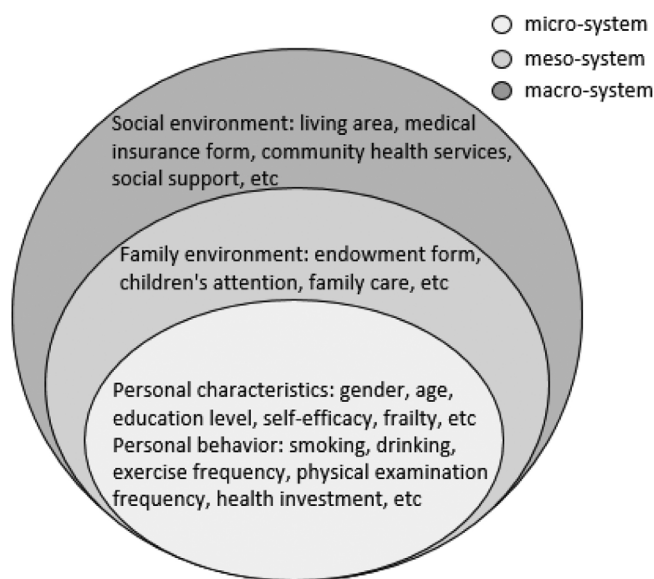 micro-system
meso-system
macro-system
Social environment: living area, medical
insurance form, community health services,
social support, etc
Family environment: endowment form,
children's attention, family care, etc
Personal characteristics: gender, age,
education level, self-efficacy, frailty, etc
Personal behavior: smoking, drinking,
exercise frequency, physical examination
frequency, health investment, etc